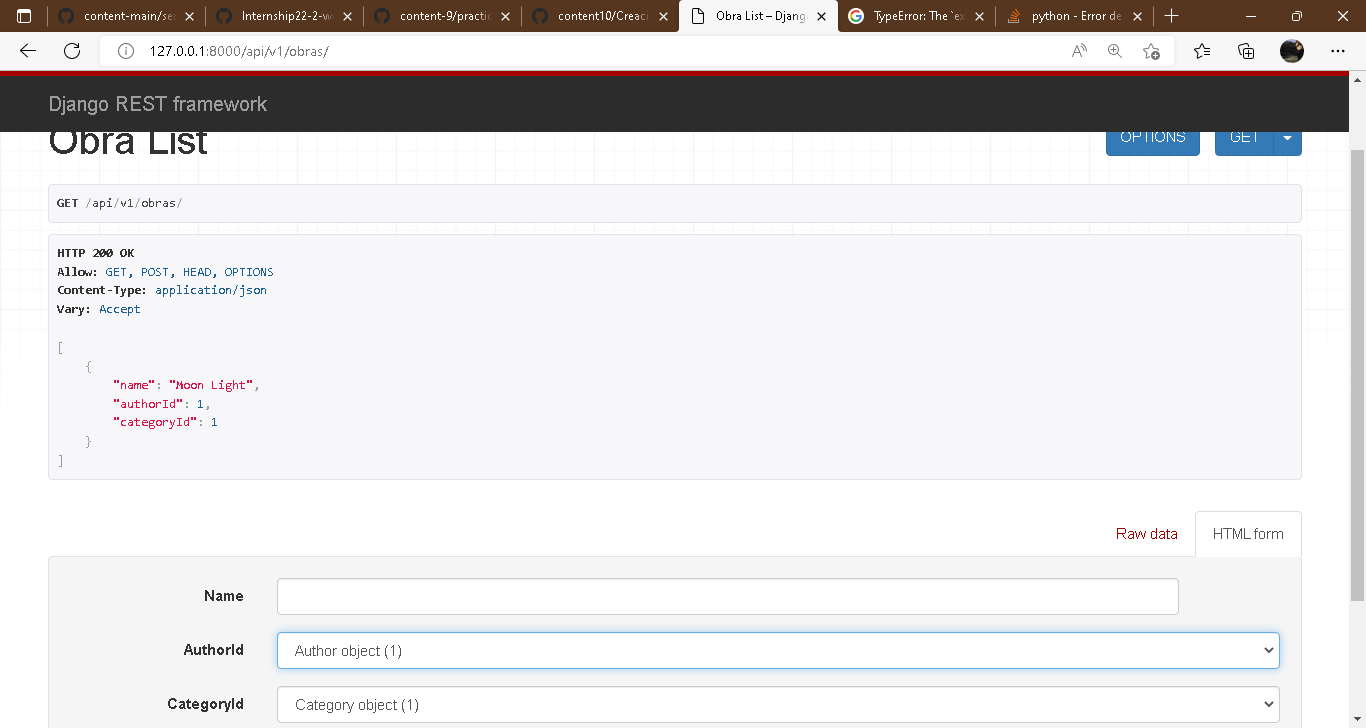 content-main/ser
Internship22-2-w
content-9/practic
content10/Creaci
Obra List – Djang
TypeError: The `ex
python - Error de
127.0.0.1:8000/api/v1/obras/
Django REST framework
Obra List
OPTIONS
GET
GET /api/v1/obras/
HTTP 200 OK
Allow: GET, POST, HEAD, OPTIONS
Content-Type: application/json
Vary: Accept
[
{
"name": "Moon Light",
"authorId": 1,
"categoryId": 1
}
]
Raw data
HTML form
Name
AuthorId
Author object (1)
CategoryId
Category object (1)